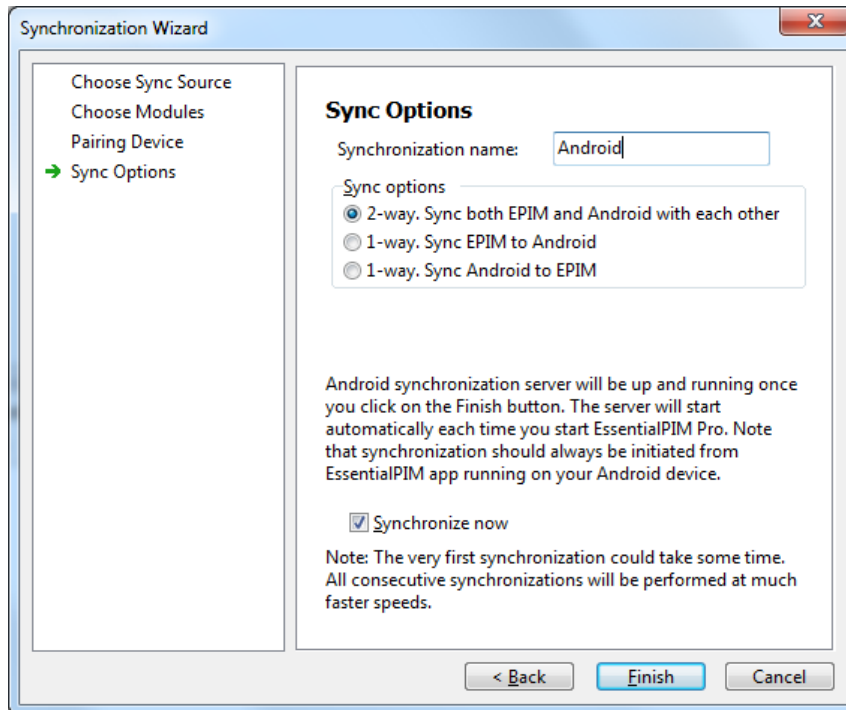 Synchronization Wizard
Choose Sync Source
Choose Modules
Pairing Device
Sync Options
Sync Options
Synchronization name: Android
Sync options
2-way. Sync both EPIM and Android with each other
1-way. Sync EPIM to Android
1-way. Sync Android to EPIM
Android synchronization server will be up and running once
you click on the Finish button. The server will start
automatically each time you start EssentialPIM Pro. Note
that synchronization should always be initiated from
EssentialPIM app running on your Android device.
Synchronize now
Note: The very first synchronization could take some time.
All consecutive synchronizations will be performed at much
faster speeds.
< Back Finish Cancel